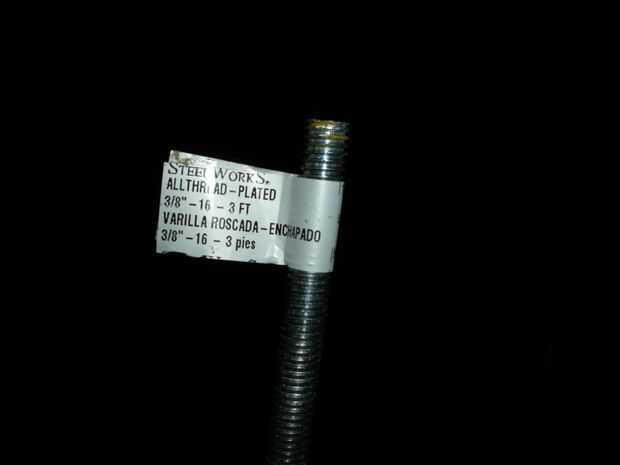 STEELWORKS
ALLTHREAD-PLATED
3/8"-16 - 3 FT
VARILLA ROSCADA-ENCHAPADO
3/8"-16 - 3 pies